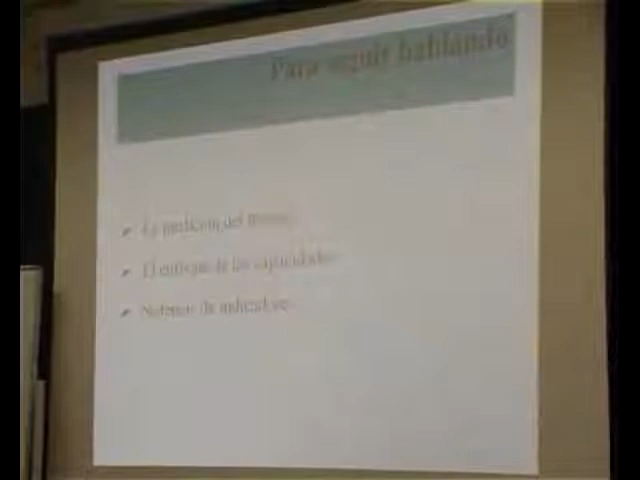 Para seguir hablando
La medición del
El enfoque de las capacidades
Sistemas de indicadores